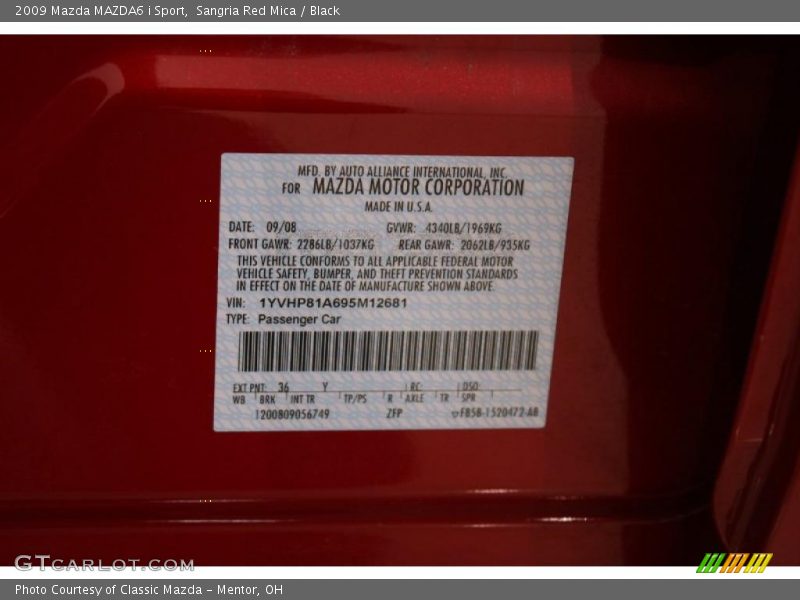 2009 Mazda MAZDA6 i Sport, Sangria Red Mica / Black
MFD. BY AUTO ALLIANCE INTERNATIONAL, INC.
FOR MAZDA MOTOR CORPORATION
MADE IN U.S.A.
DATE: 09/08 GVWR: 4340LB/1969KG
FRONT GAWR: 2286LB/1037KG REAR GAWR: 2062LB/935KG
THIS VEHICLE CONFORMS TO ALL APPLICABLE FEDERAL MOTOR
VEHICLE SAFETY, BUMPER, AND THEFT PREVENTION STANDARDS
IN EFFECT ON THE DATE OF MANUFACTURE SHOWN ABOVE.
VIN: 1YVHP81A695M12681
TYPE: Passenger Car
EXT PNT: 36 Y RC: DSO:
WB BRK INT TR TP/PS R AXLE TR SPR
1200809056749 ZFP F85B-1520472-AB
GTCARLOT.COM
Photo Courtesy of Classic Mazda - Mentor, OH